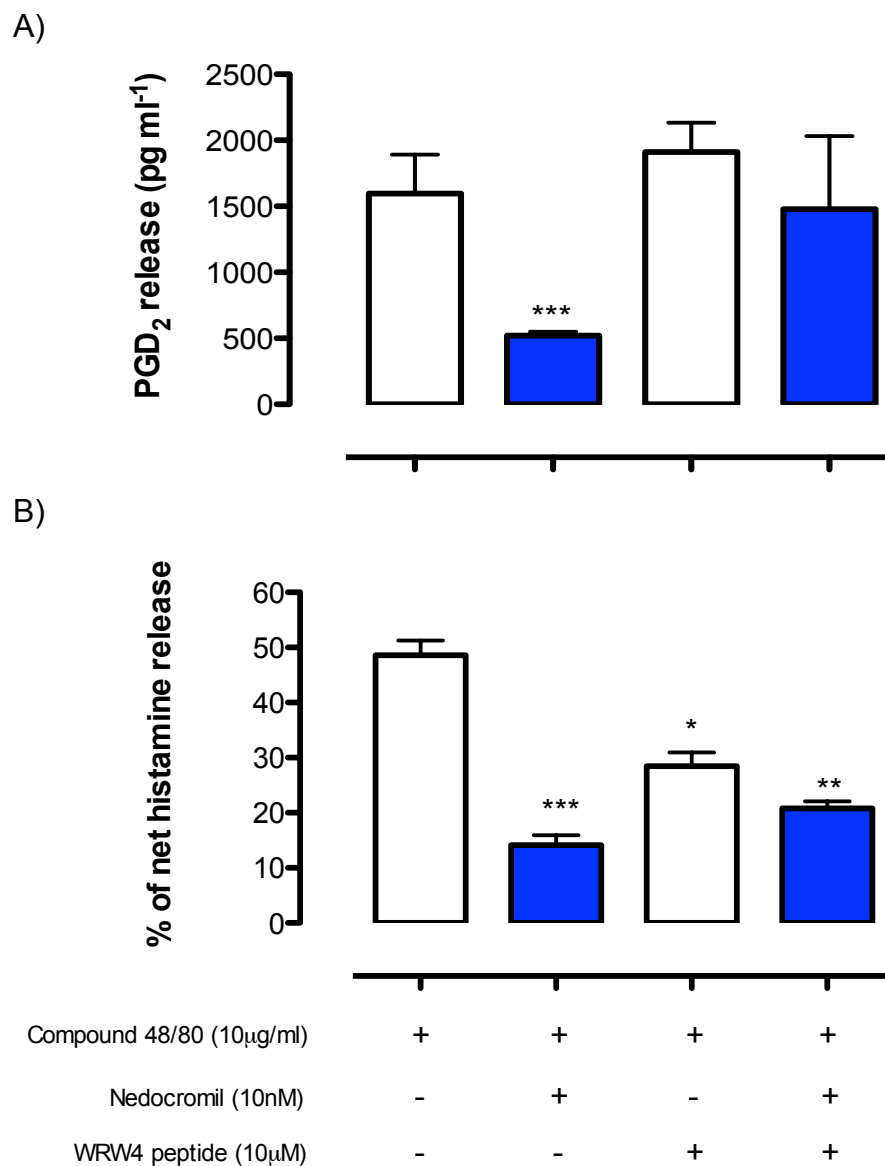 A)
PGD₂ release (pg ml⁻¹)
2500
2000
1500
1000
500
0
***
B)
% of net histamine release
60
50
40
30
20
10
0
***
*
**
Compound 48/80 (10μg/ml) + + + +
Nedocromil (10nM) - + - +
WRW4 peptide (10μM) - - + +